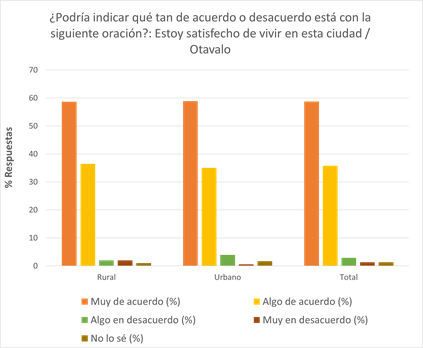 ¿Podría indicar qué tan de acuerdo o desacuerdo está con la
siguiente oración?: Estoy satisfecho de vivir en esta ciudad /
Otavalo
% Respuestas
70
60
50
40
30
20
10
0
Rural Urbano Total
Muy de acuerdo (%) Algo de acuerdo (%)
Algo en desacuerdo (%) Muy en desacuerdo (%)
No lo sé (%)